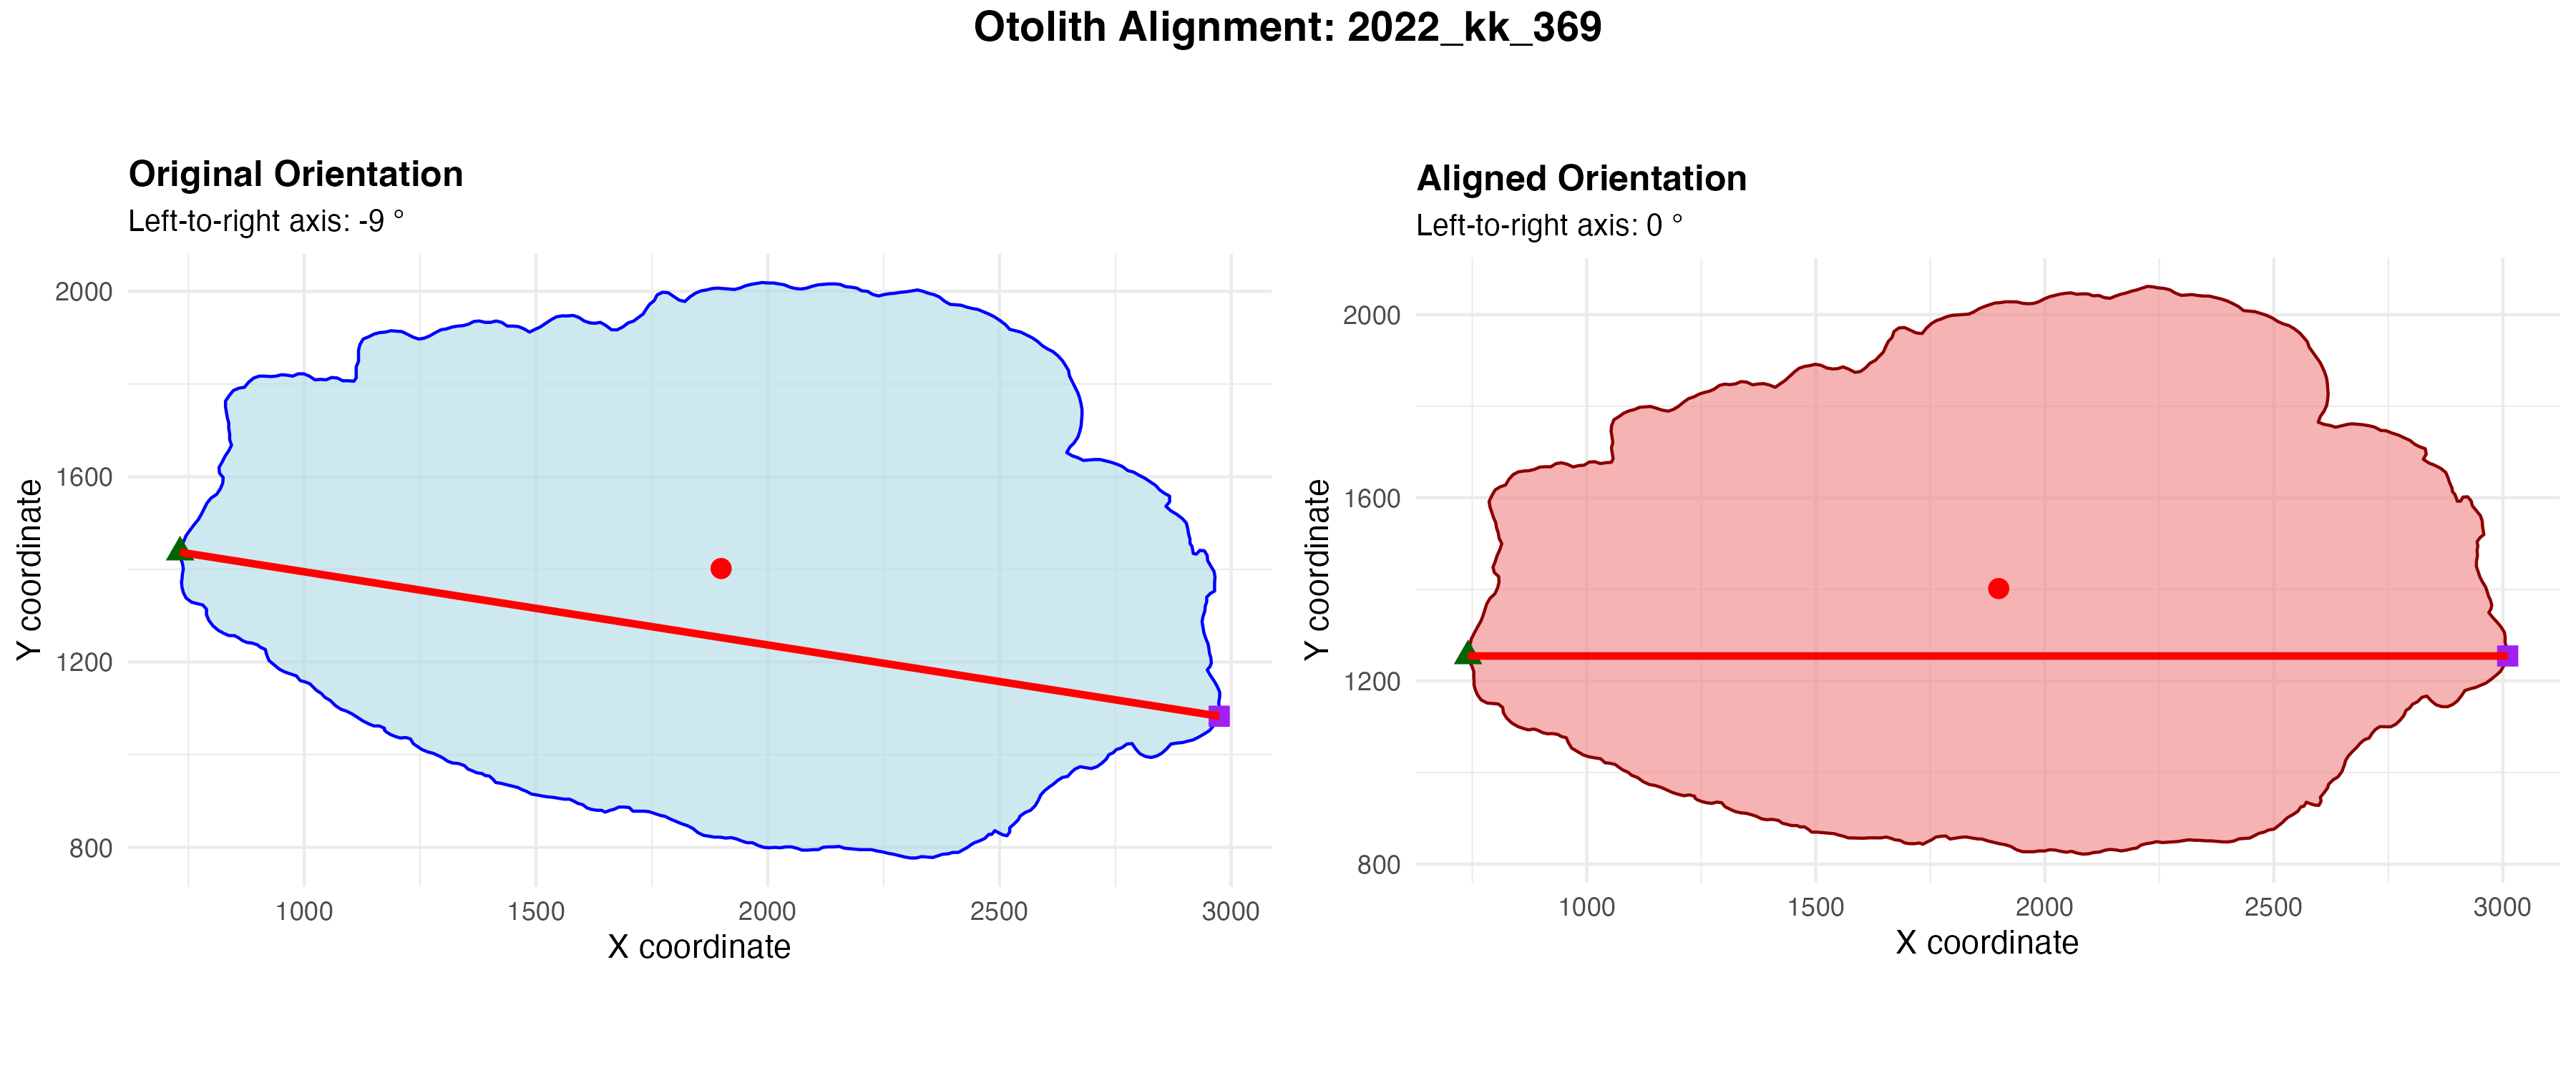 Otolith Alignment: 2022_kk_369
Original Orientation
Left-to-right axis: -9 °
2000
1600
1200
800
Y coordinate
1000 1500 2000 2500 3000
X coordinate
Aligned Orientation
Left-to-right axis: 0 °
2000
1600
1200
800
Y coordinate
1000 1500 2000 2500 3000
X coordinate